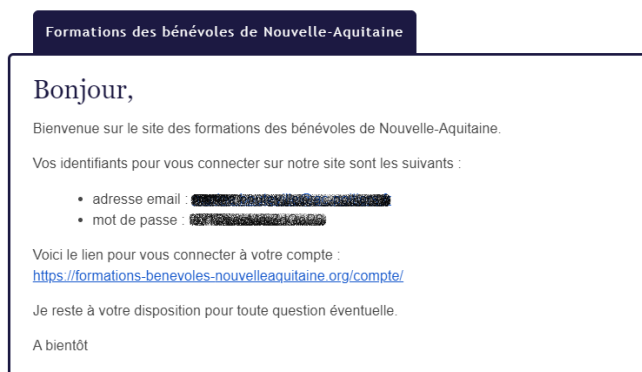 Formations des bénévoles de Nouvelle-Aquitaine
Bonjour,
Bienvenue sur le site des formations des bénévoles de Nouvelle-Aquitaine.
Vos identifiants pour vous connecter sur notre site sont les suivants :
• adresse email :
• mot de passe :
Voici le lien pour vous connecter à votre compte :
https://formations-benevoles-nouvelleaquitaine.org/compte/
Je reste à votre disposition pour toute question éventuelle.
A bientôt